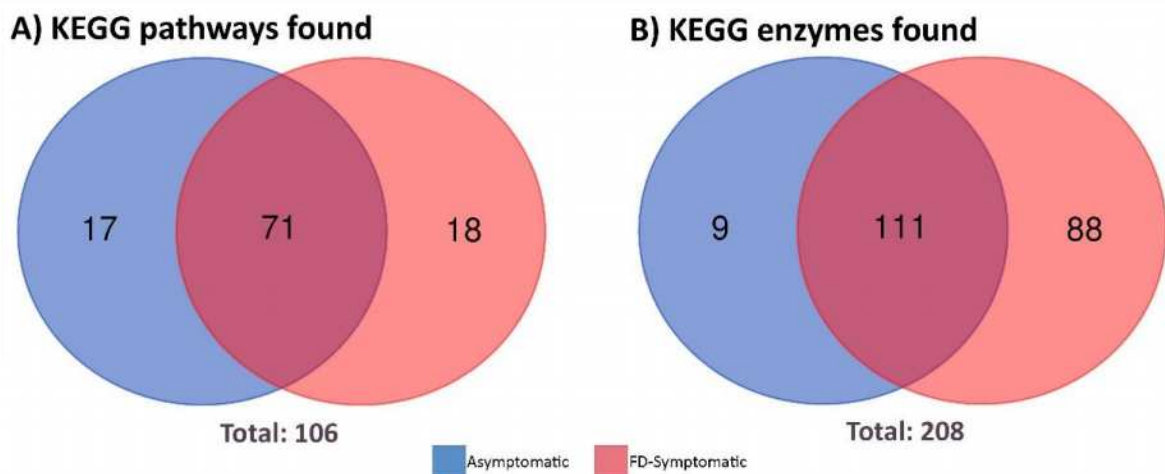 A) KEGG pathways found
17
71
18
Total: 106
B) KEGG enzymes found
9
111
88
Total: 208
Asymptomatic
FD-Symptomatic